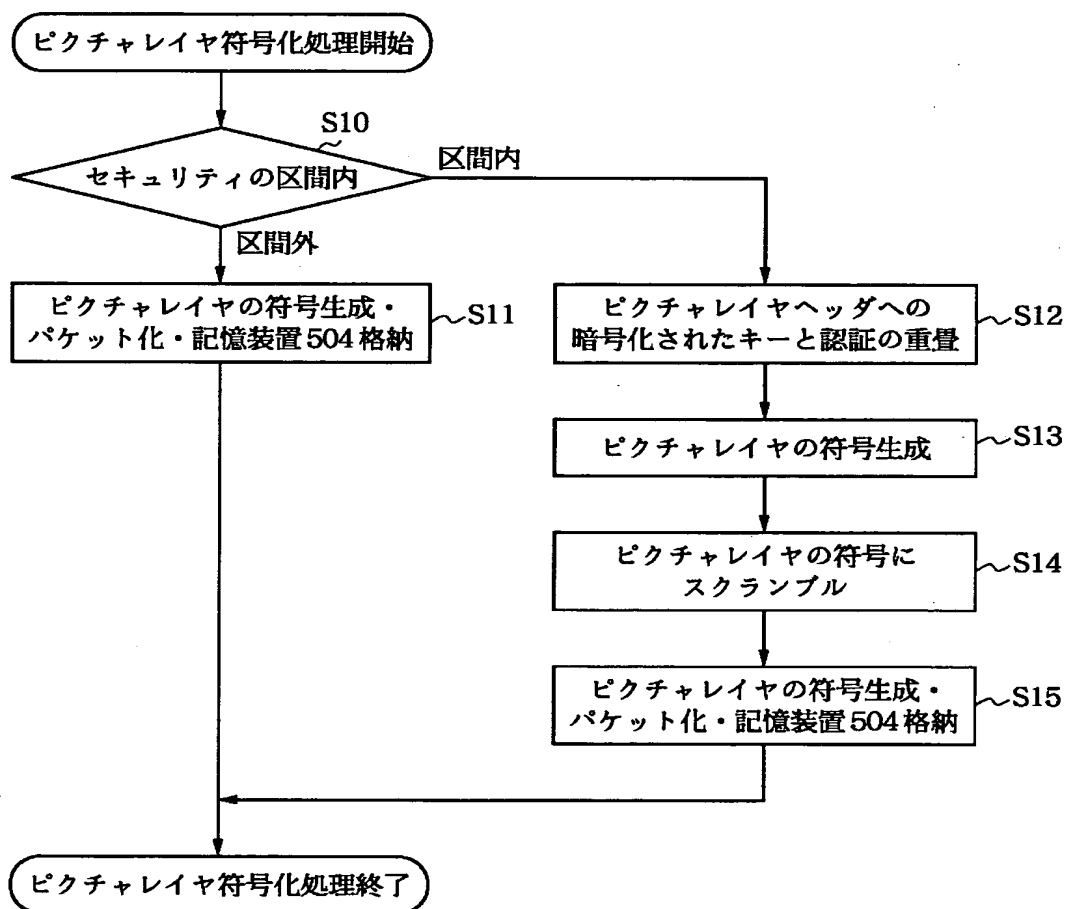 ピクチャレイヤ符号化処理開始
S10
セキュリティの区間内
区間内
区間外
ピクチャレイヤの符号生成・
パケット化・記憶装置504格納
S11
ピクチャレイヤヘッダへの
暗号化されたキーと認証の重畳
S12
ピクチャレイヤの符号生成
S13
ピクチャレイヤの符号に
スクランブル
S14
ピクチャレイヤの符号生成・
パケット化・記憶装置504格納
S15
ピクチャレイヤ符号化処理終了